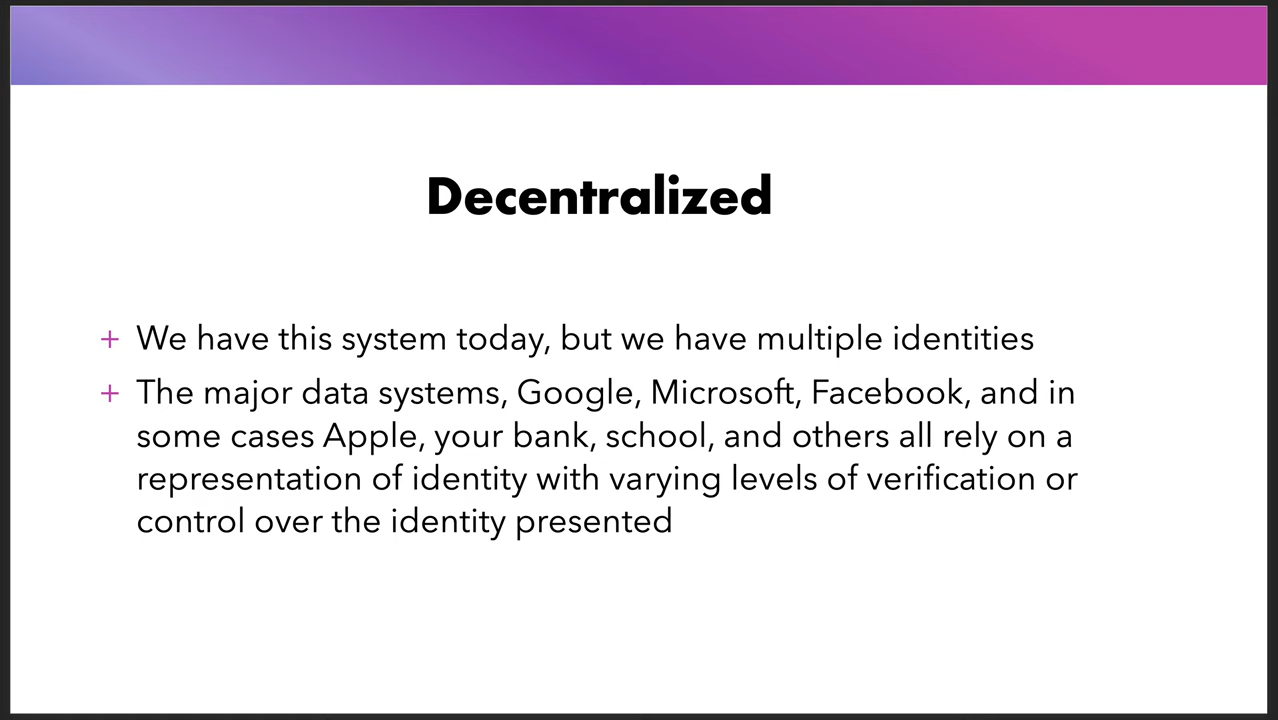 Decentralized
+ We have this system today, but we have multiple identities
+ The major data systems, Google, Microsoft, Facebook, and in
some cases Apple, your bank, school, and others all rely on a
representation of identity with varying levels of verification or
control over the identity presented